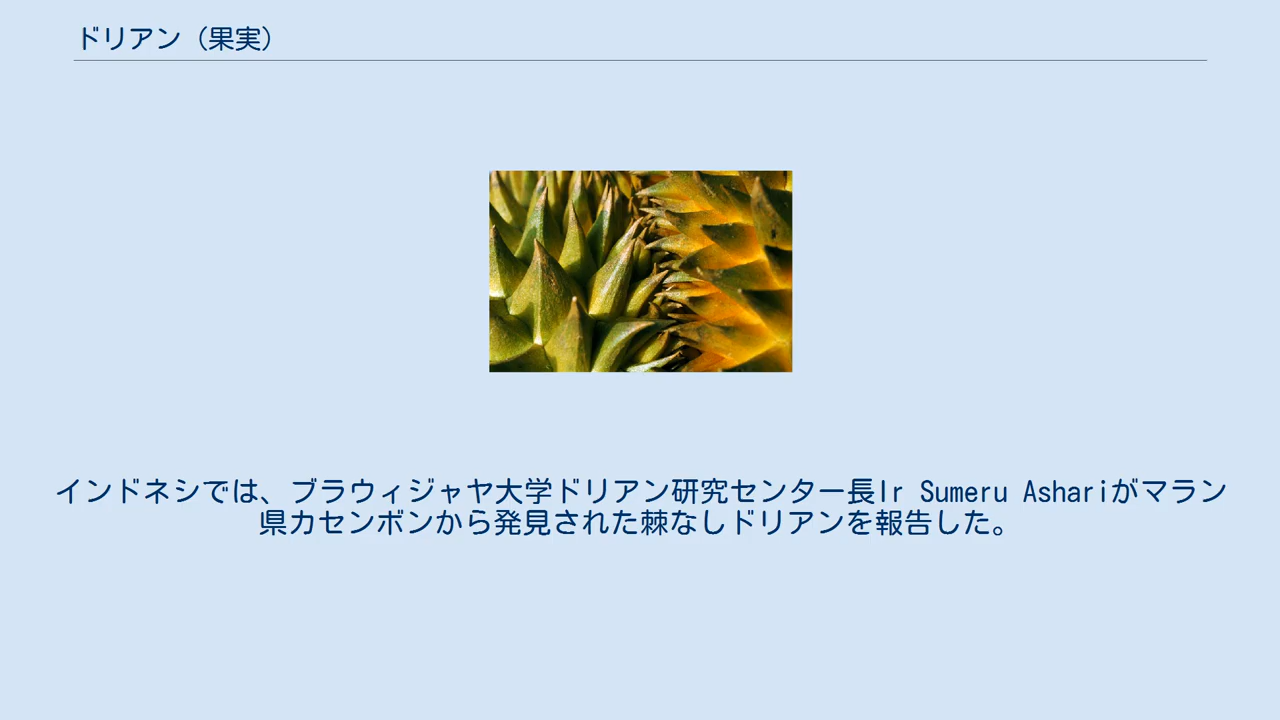 ドリアン（果実）
インドネシでは、ブラウィジャヤ大学ドリアン研究センター長Ir Sumeru Ashariがマラン
県カセンボンから発見された棘なしドリアンを報告した。